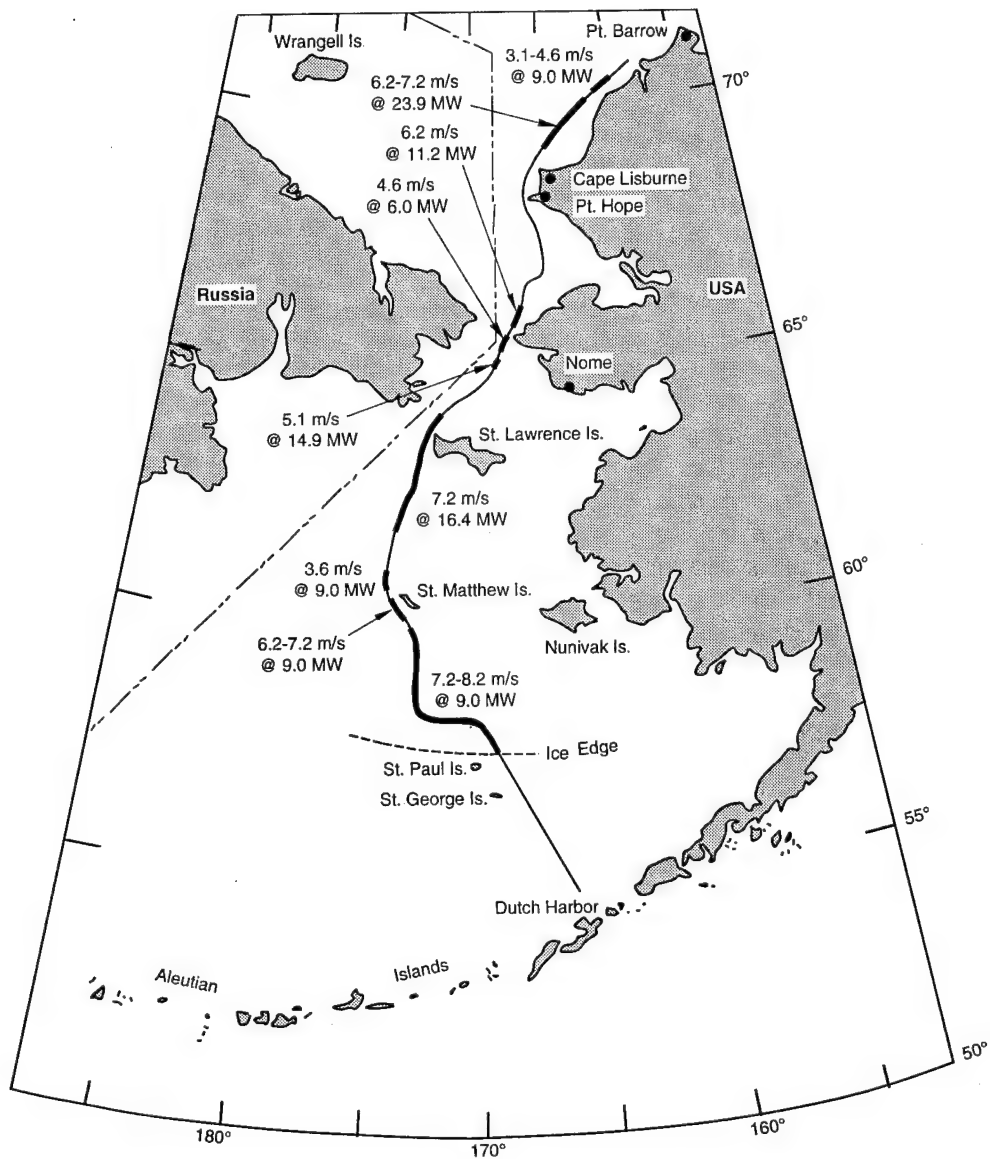 Pt. Barrow
Wrangell Is.
3.1-4.6 m/s
@ 9.0 MW
70°
6.2-7.2 m/s
@ 23.9 MW
6.2 m/s
@ 11.2 MW
4.6 m/s
@ 6.0 MW
Cape Lisburne
Pt. Hope
Russia
USA
65°
Nome
5.1 m/s
@ 14.9 MW
St. Lawrence Is.
7.2 m/s
@ 16.4 MW
3.6 m/s
@ 9.0 MW
60°
St. Matthew Is.
6.2-7.2 m/s
@ 9.0 MW
Nunivak Is.
7.2-8.2 m/s
@ 9.0 MW
Ice Edge
St. Paul Is.
St. George Is.
55°
Dutch Harbor
Aleutian Islands
50°
180°
170°
160°